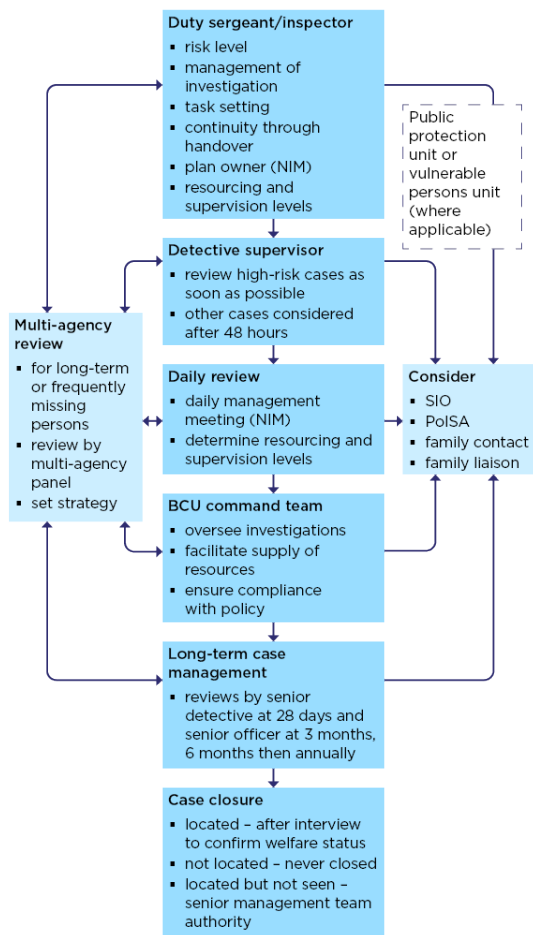 Duty sergeant/inspector
▪ risk level
▪ management of
investigation
▪ task setting
▪ continuity through
handover
▪ plan owner (NIM)
▪ resourcing and
supervision levels
Public
protection
unit or
vulnerable
persons unit
(where
applicable)
Detective supervisor
▪ review high-risk cases as
soon as possible
▪ other cases considered
after 48 hours
Multi-agency
review
▪ for long-term
or frequently
missing
persons
▪ review by
multi-agency
panel
▪ set strategy
Daily review
▪ daily management
meeting (NIM)
▪ determine resourcing and
supervision levels
Consider
▪ SIO
▪ PolSA
▪ family contact
▪ family liaison
BCU command team
▪ oversee investigations
▪ facilitate supply of
resources
▪ ensure compliance
with policy
Long-term case
management
▪ reviews by senior
detective at 28 days and
senior officer at 3 months,
6 months then annually
Case closure
▪ located – after interview
to confirm welfare status
▪ not located – never closed
▪ located but not seen –
senior management team
authority